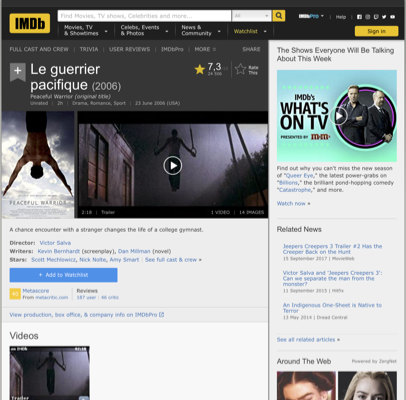 IMDb
Find Movies, TV shows, Celebrities and more...
All
IMDbPro
Help
Movies, TV
& Showtimes
Celebs, Events
& Photos
News &
Community
Watchlist
Sign in
FULL CAST AND CREW | TRIVIA | USER REVIEWS | IMDbPro | MORE
SHARE
Le guerrier
pacifique (2006)
Peaceful Warrior (original title)
Unrated | 2h | Drama, Romance, Sport | 23 June 2006 (USA)
7,3
Rate
This
PEACEFUL WARRIOR
2:18 | Trailer
1 VIDEO | 14 IMAGES
A chance encounter with a stranger changes the life of a college gymnast.
Director: Victor Salva
Writers: Kevin Bernhardt (screenplay), Dan Millman (novel)
Stars: Scott Mechlowicz, Nick Nolte, Amy Smart | See full cast & crew »
+ Add to Watchlist
Metascore
From metacritic.com
Reviews
187 user | 46 critic
View production, box office, & company info on IMDbPro
Videos
Trailer
The Shows Everyone Will Be Talking
About This Week
IMDb's
WHAT'S
ON TV
PRESENTED BY
Find out why you can't miss the new season
of "Queer Eye," the latest power-grabs on
"Billions," the brilliant pond-hopping comedy
"Catastrophe," and more.
Watch now »
Related News
Jeepers Creepers 3 Trailer #2 Has the
Creeper Back on the Hunt
15 September 2017 | MovieWeb
Victor Salva and 'Jeepers Creepers 3':
Can we separate the man from the
monster?
11 September 2017 | Hitfix
An Indigenous One-Sheet is Native to
Terror
13 May 2014 | Dread Central
See all related articles »
Around The Web
Powered by ZergNet